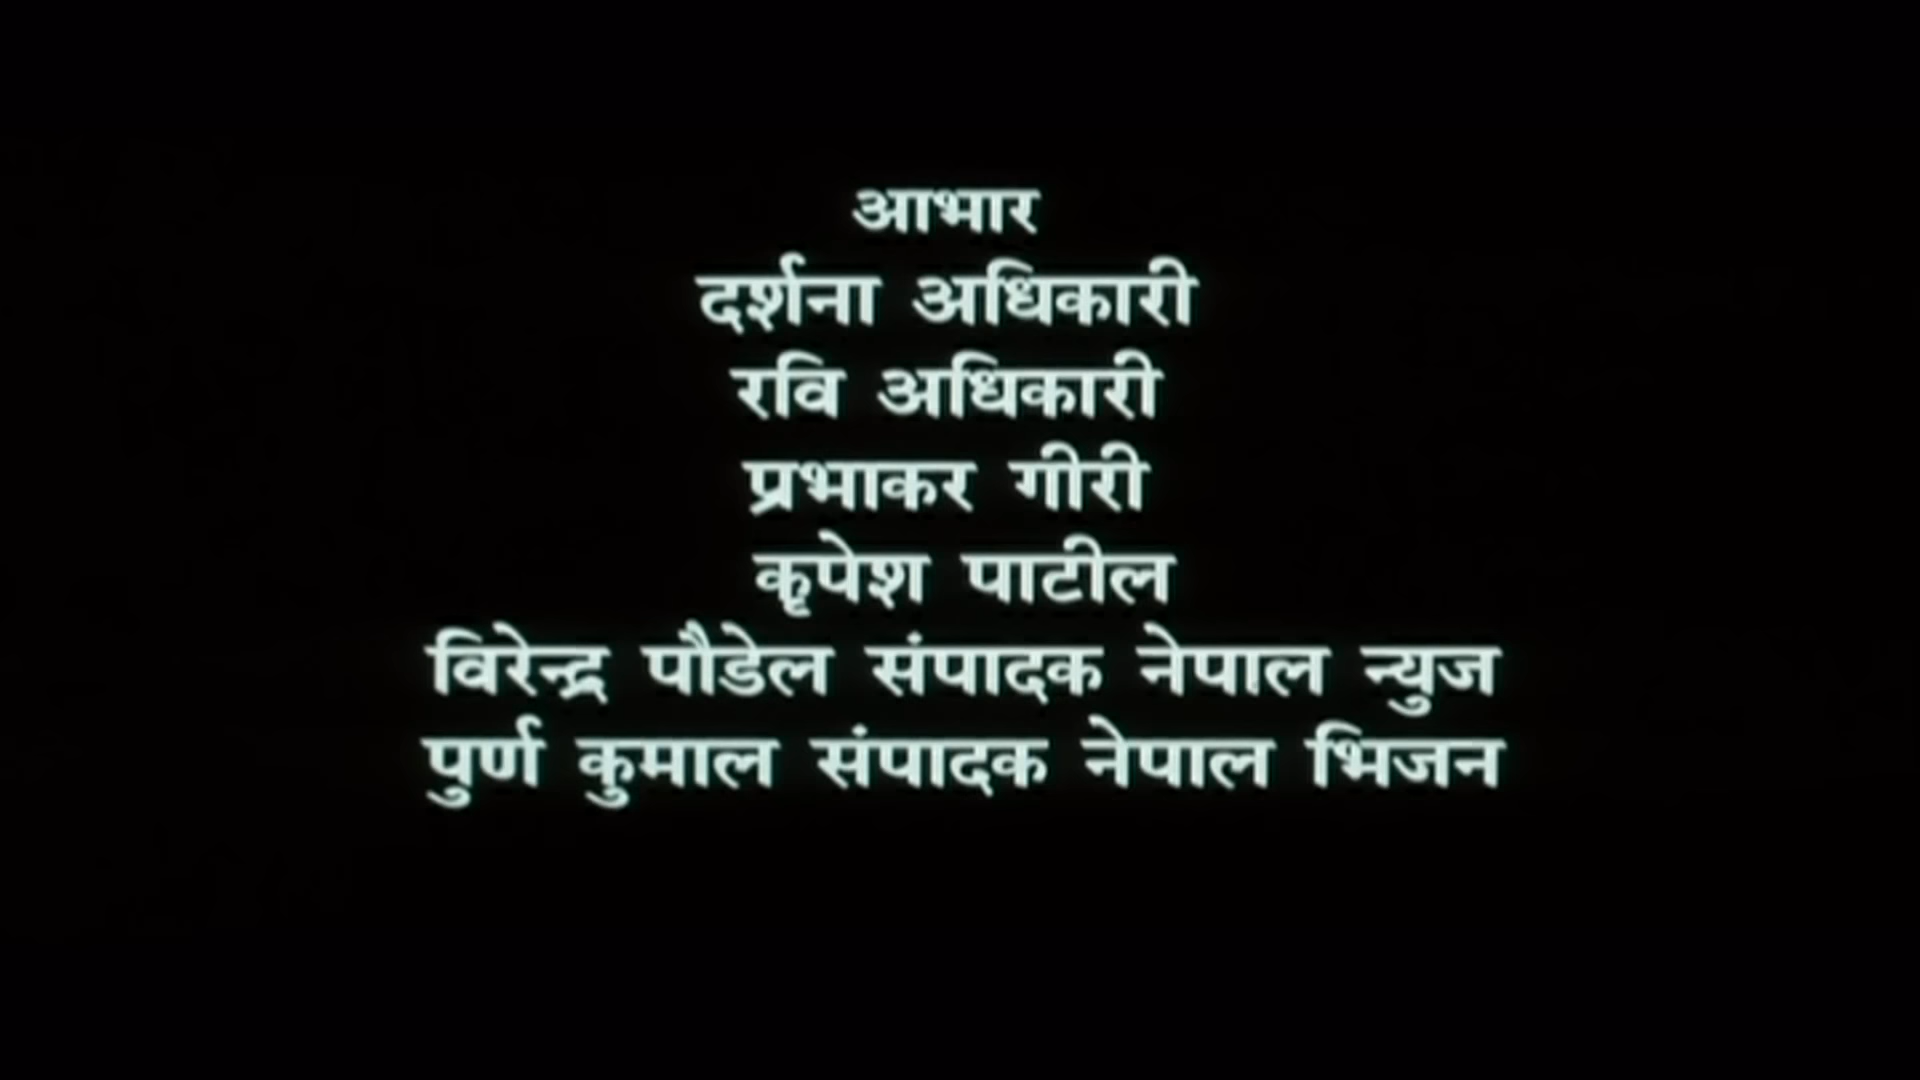 आभार
दर्शना अधिकारी
रवि अधिकारी
प्रभाकर गीरी
कृपेश पाटील
विरेन्द्र पौडेल संपादक नेपाल न्युज
पुर्ण कुमाल संपादक नेपाल भिजन